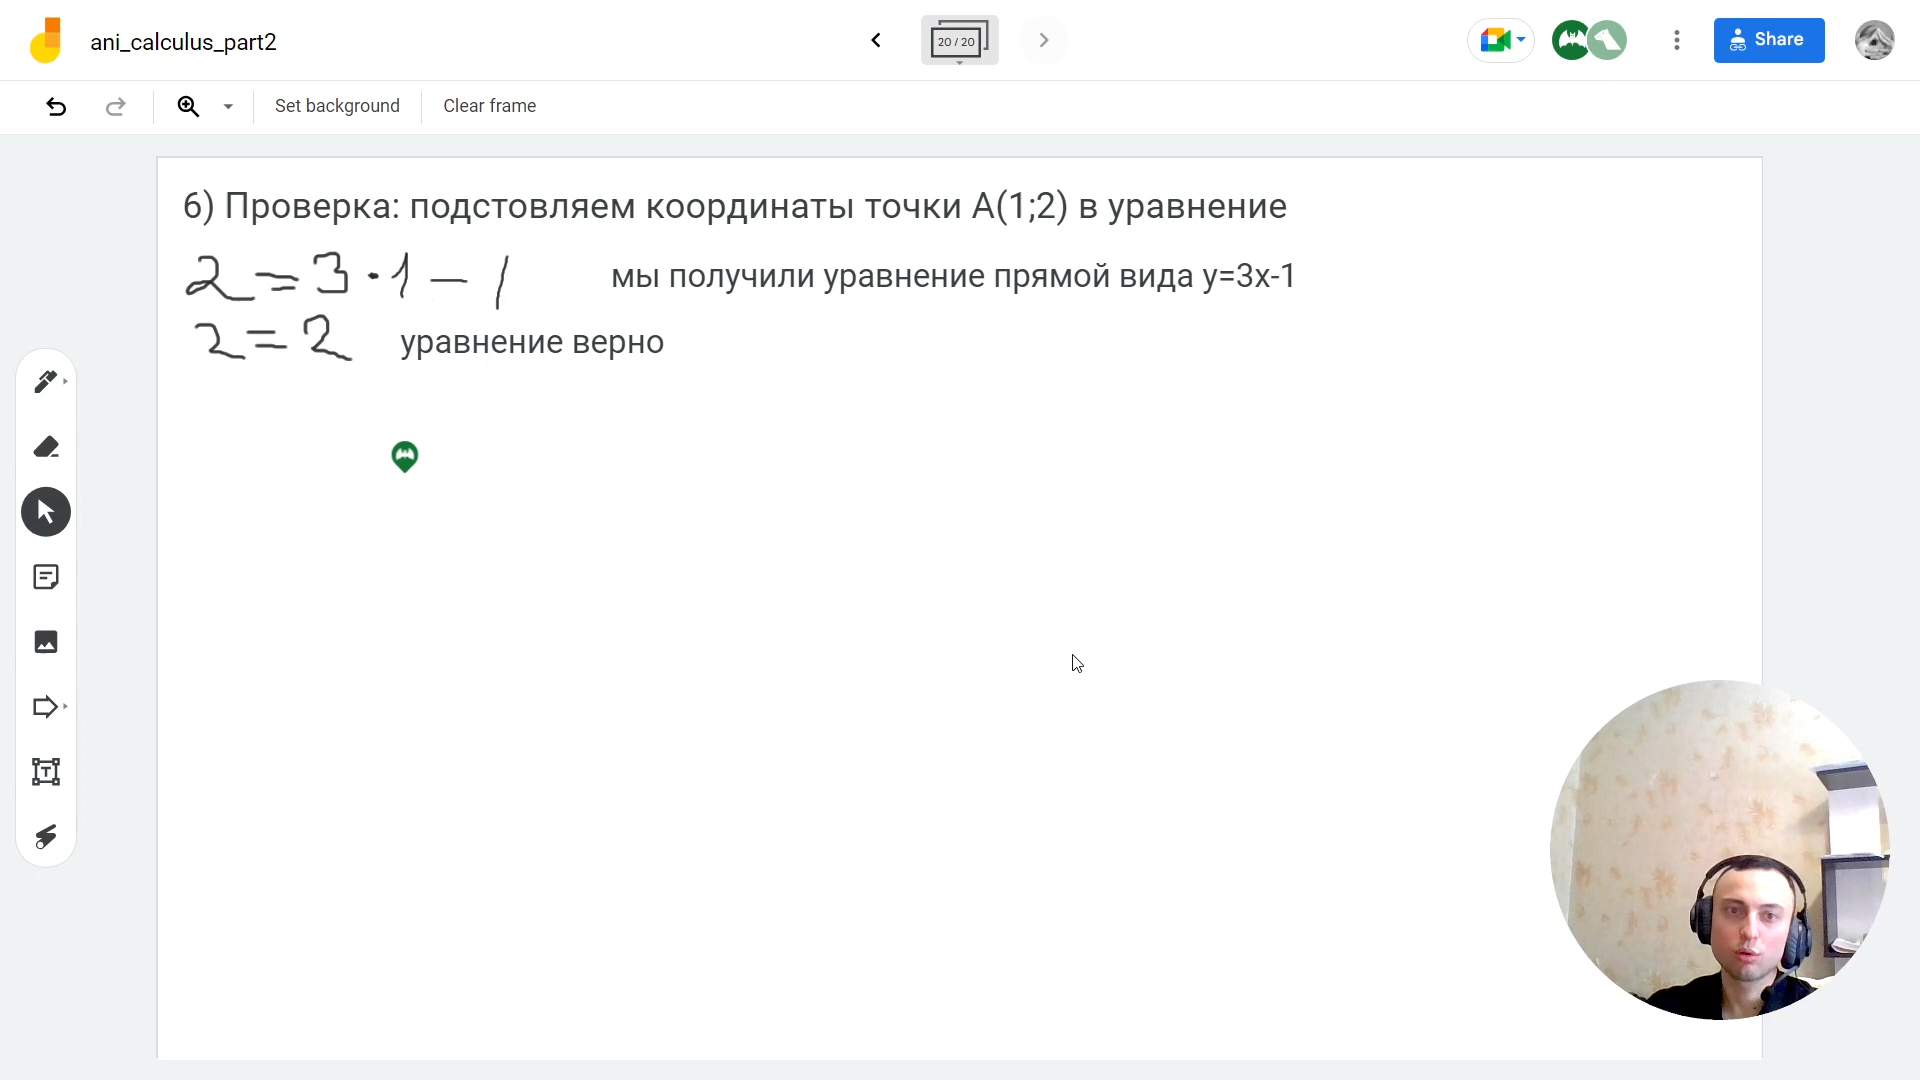 ani_calculus_part2
20 / 20
Share
Set background
Clear frame
6) Проверка: подстовляем координаты точки А(1;2) в уравнение
2 = 3 · 1 − 1
мы получили уравнение прямой вида y=3x-1
2 = 2
уравнение верно